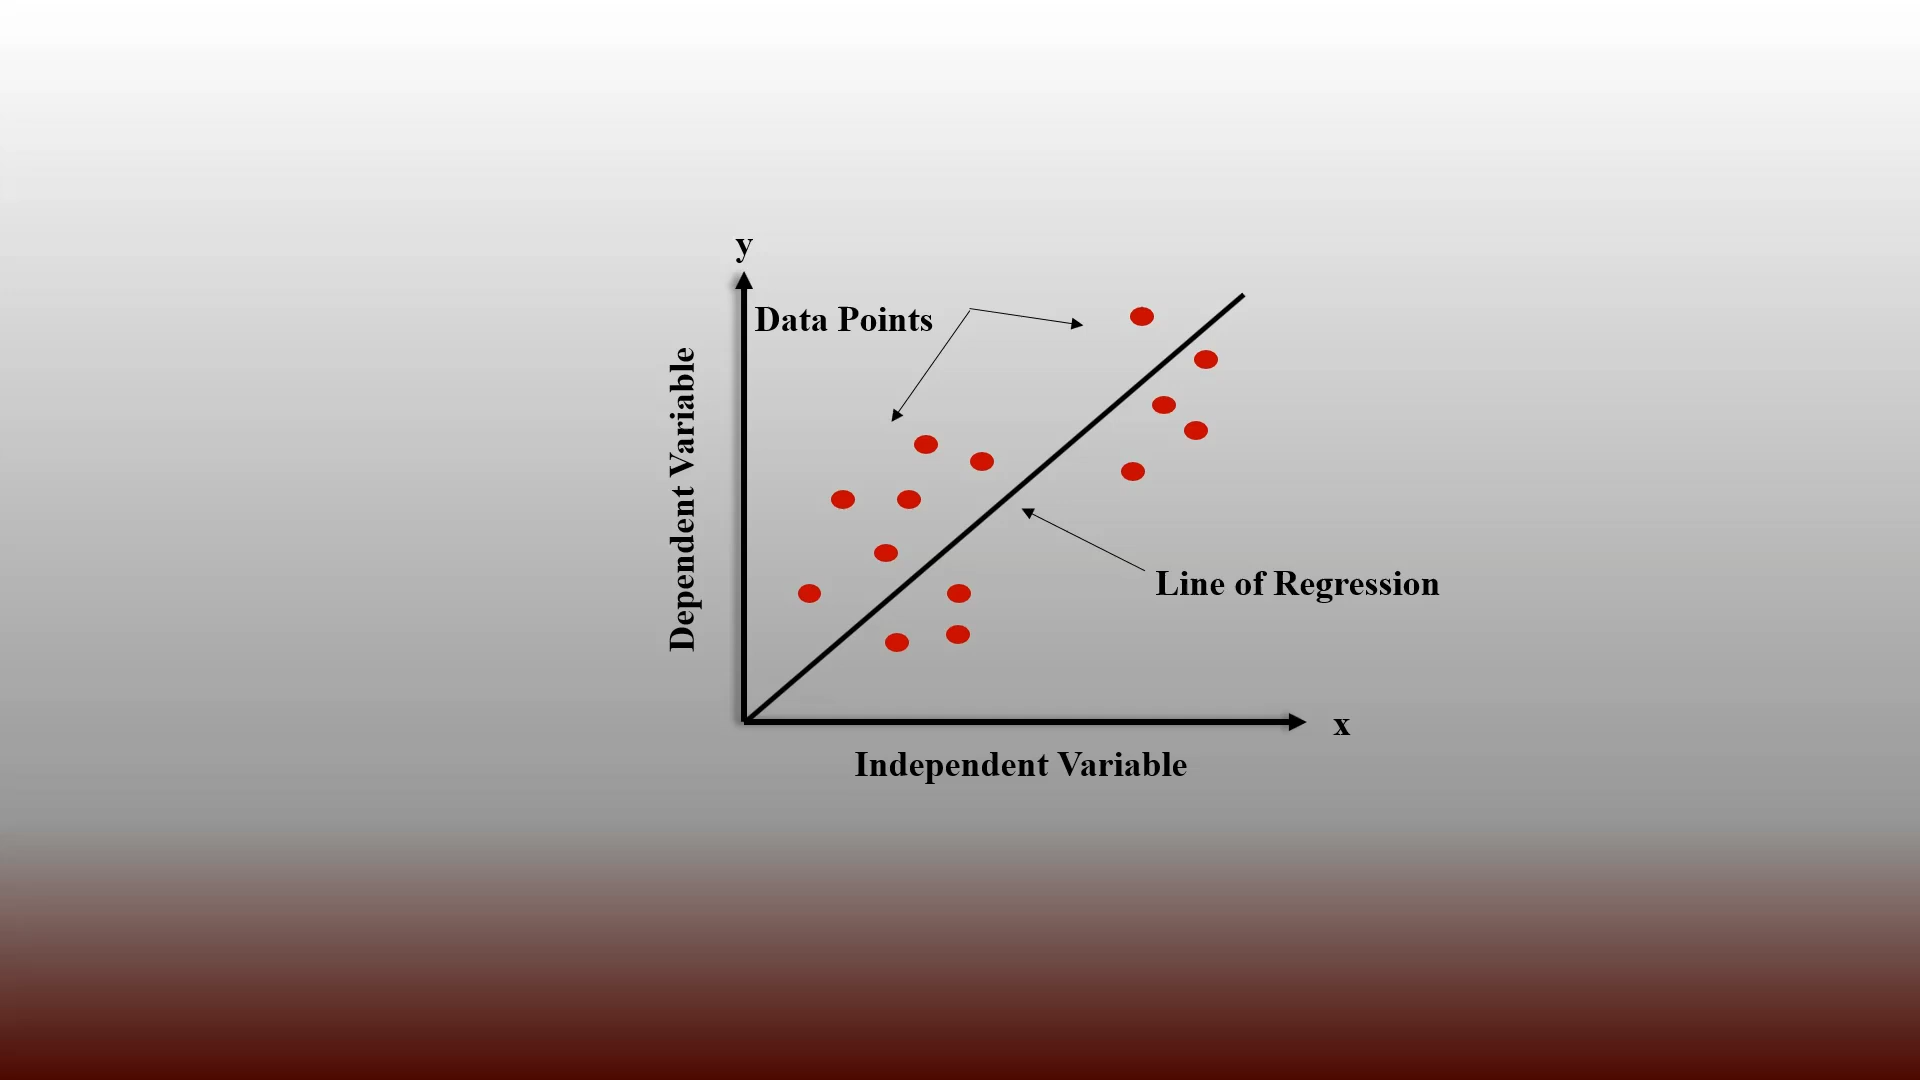 y
Data Points
Dependent Variable
Line of Regression
x
Independent Variable